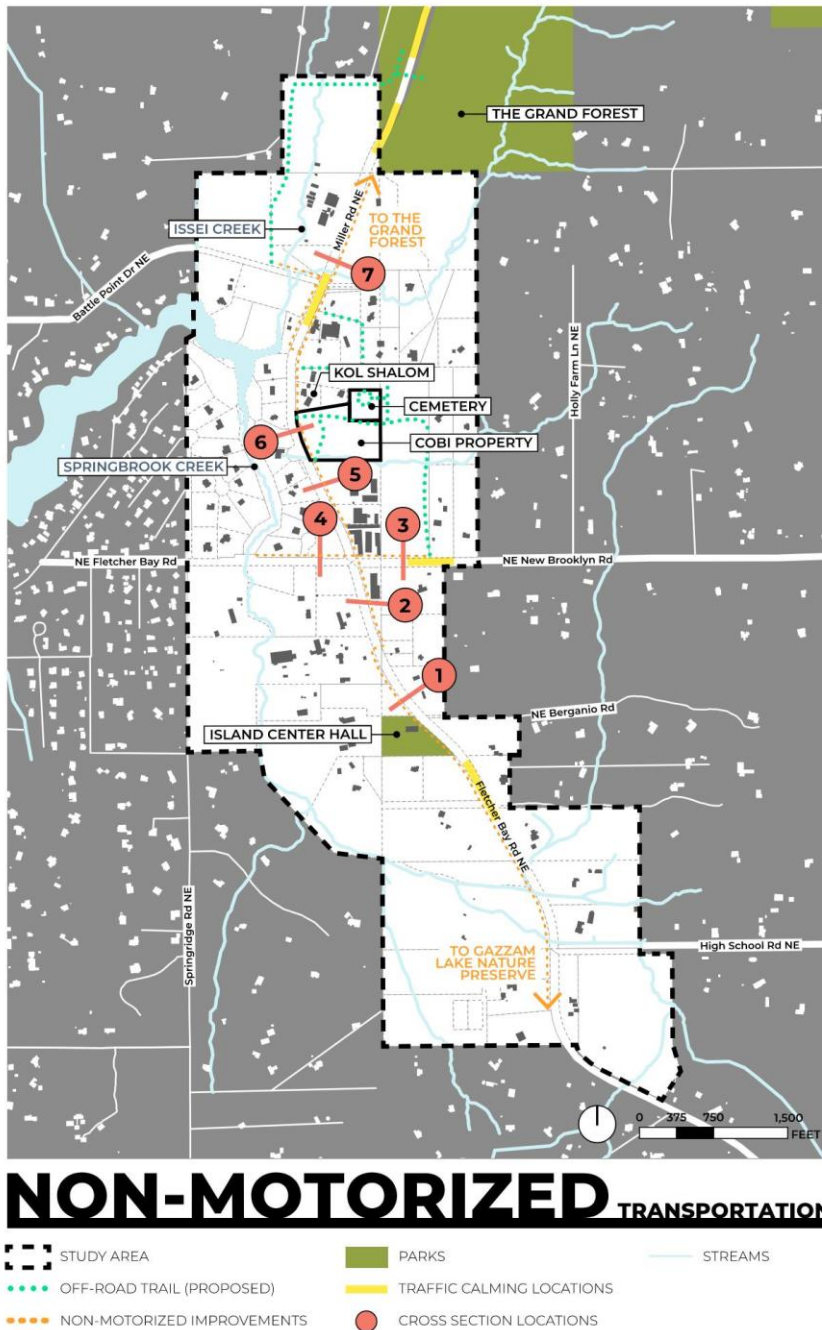 THE GRAND FOREST
ISSEI CREEK
Miller Rd NE
TO THE
GRAND
FOREST
7
Battle Point Dr NE
KOL SHALOM
CEMETERY
COBI PROPERTY
6
SPRINGBROOK CREEK
5
4
3
Holly Farm Ln NE
NE Fletcher Bay Rd
NE New Brooklyn Rd
2
1
NE Berganio Rd
ISLAND CENTER HALL
Fletcher Bay Rd NE
Springridge Rd NE
TO GAZZAM
LAKE NATURE
PRESERVE
High School Rd NE
0 375 750 1,500
FEET
NON-MOTORIZED TRANSPORTATION
STUDY AREA
PARKS
STREAMS
OFF-ROAD TRAIL (PROPOSED)
TRAFFIC CALMING LOCATIONS
NON-MOTORIZED IMPROVEMENTS
CROSS SECTION LOCATIONS